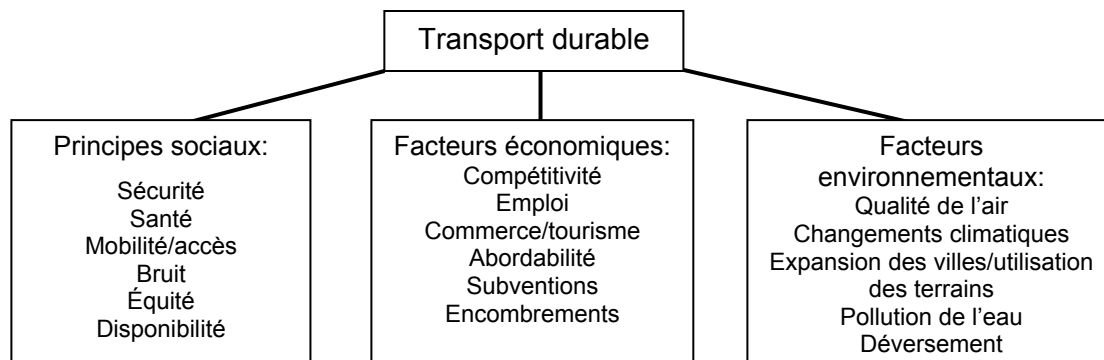 Transport durable
Principes sociaux:
Sécurité
Santé
Mobilité/accès
Bruit
Équité
Disponibilité
Facteurs économiques:
Compétitivité
Emploi
Commerce/tourisme
Abordabilité
Subventions
Encombrements
Facteurs
environnementaux:
Qualité de l’air
Changements climatiques
Expansion des villes/utilisation
des terrains
Pollution de l’eau
Déversement